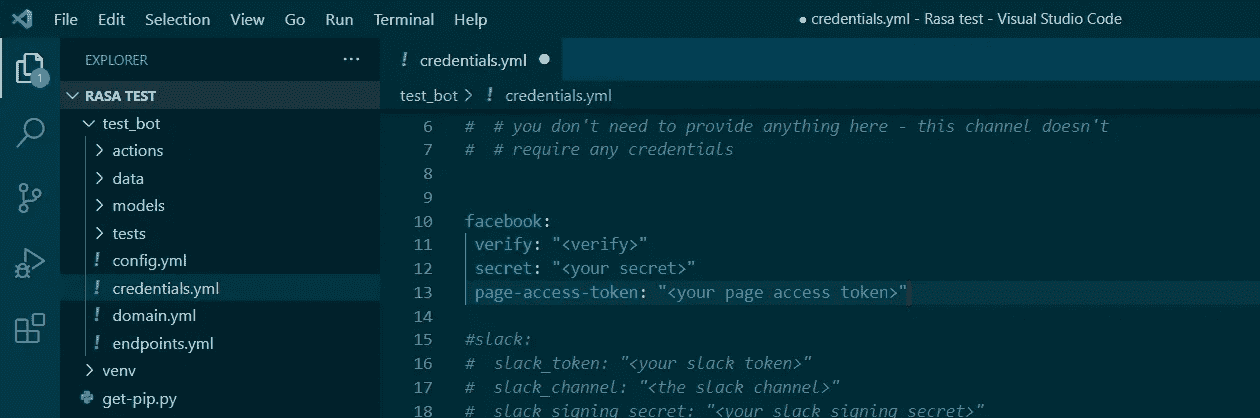 File Edit Selection View Go Run Terminal Help
● credentials.yml - Rasa test - Visual Studio Code
EXPLORER ...
1
RASA TEST
test_bot
actions
data
models
tests
! config.yml
! credentials.yml
! domain.yml
! endpoints.yml
venv
get-pip.py
! credentials.yml ●
test_bot > ! credentials.yml
6 # # you don't need to provide anything here - this channel doesn't
7 # # require any credentials
8
9
10 facebook:
11 verify: "<verify>"
12 secret: "<your secret>"
13 page-access-token: "<your page access token>"
14
15 #slack:
16 # slack_token: "<your slack token>"
17 # slack_channel: "<the slack channel>"
18 # slack_signing_secret: "<your slack signing secret>"